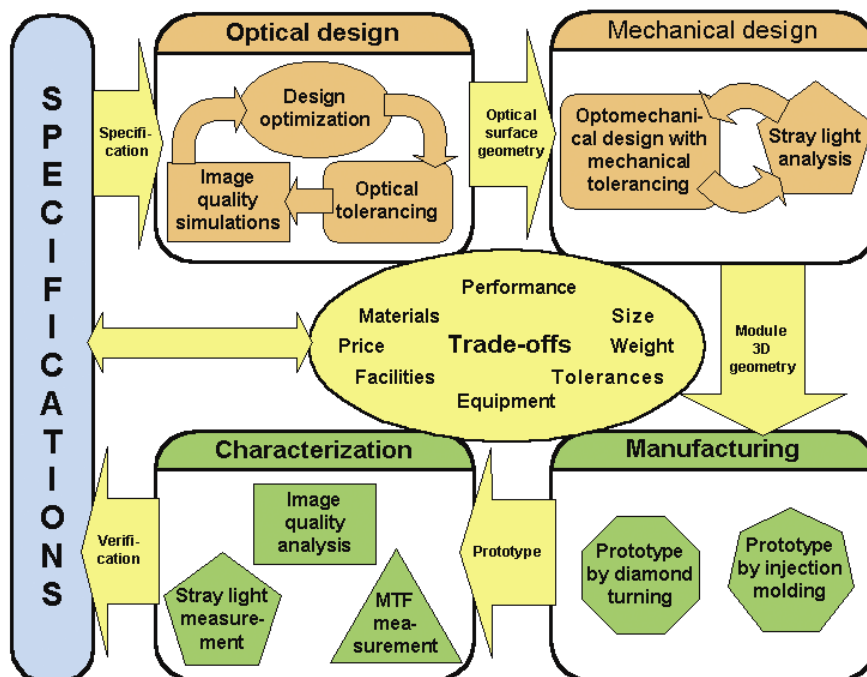 SPECIFICATIONS
Specifi-
cation
Optical design
Design
optimization
Image
quality
simulations
Optical
tolerancing
Optical
surface
geometry
Mechanical design
Optomechani-
cal design with
mechanical
tolerancing
Stray light
analysis
Performance
Materials
Size
Price
Trade-offs
Weight
Facilities
Tolerances
Equipment
Module
3D
geometry
Characterization
Image
quality
analysis
Stray light
measure-
ment
MTF
mea-
surement
Verifi-
cation
Prototype
Manufacturing
Prototype
by diamond
turning
Prototype
by injection
molding